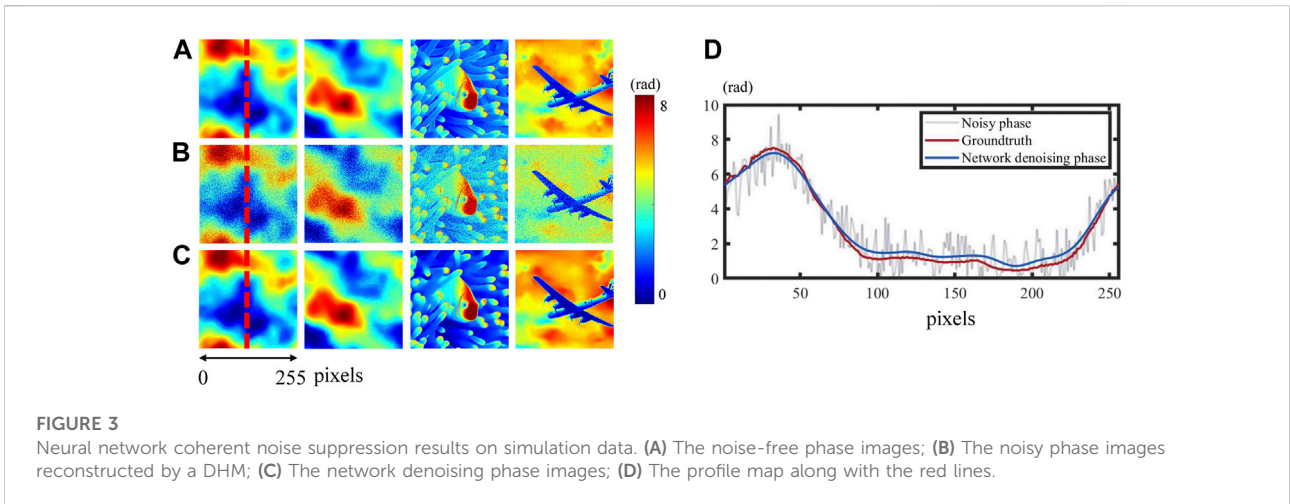 A
B
C
(rad)
8
0
0 255 pixels
D
(rad)
10
8
6
4
2
0
50 100 150 200 250
pixels
Noisy phase
Groundtruth
Network denoising phase
FIGURE 3
Neural network coherent noise suppression results on simulation data. (A) The noise-free phase images; (B) The noisy phase images
reconstructed by a DHM; (C) The network denoising phase images; (D) The profile map along with the red lines.